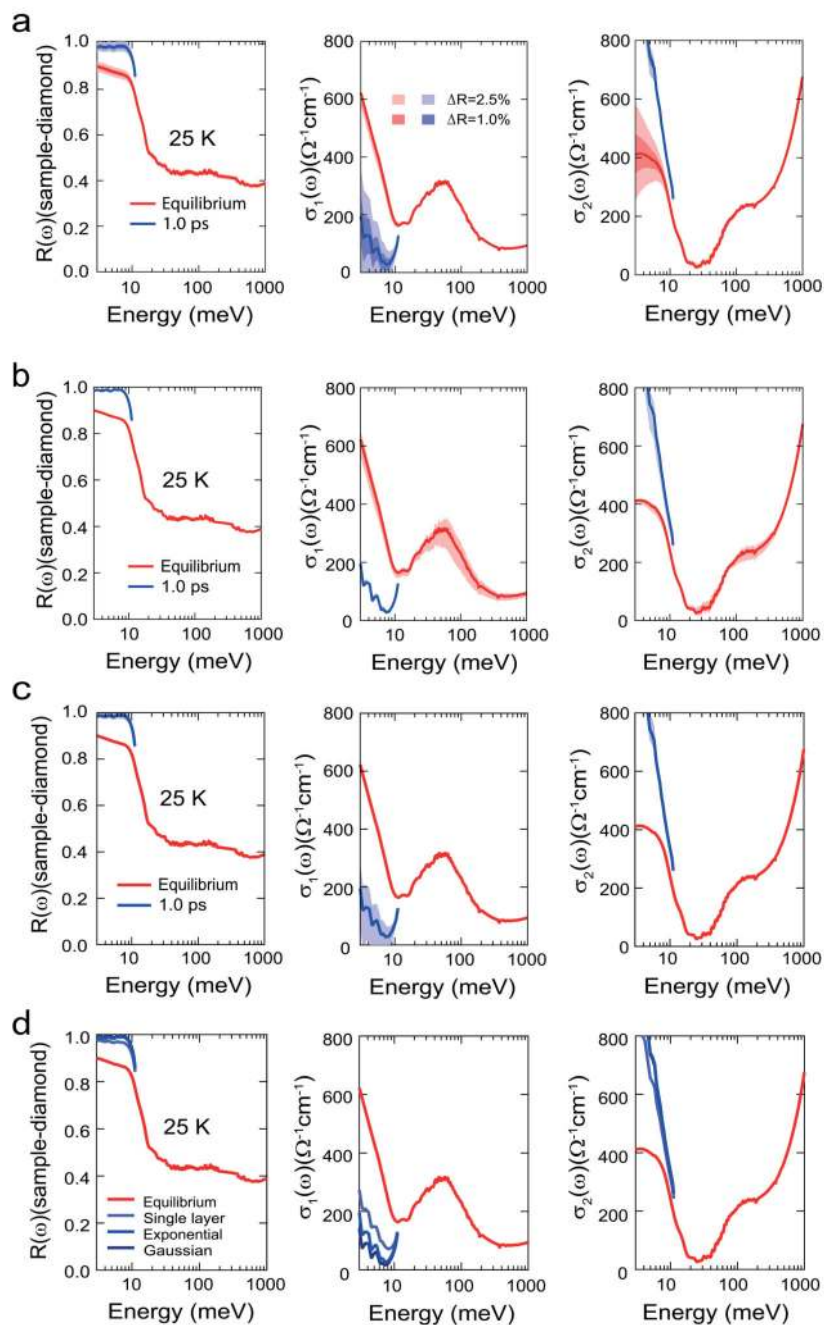 a
R(ω)(sample-diamond)
1.0
0.8
0.6
0.4
0.2
0.0
25 K
Equilibrium
1.0 ps
10
100
1000
Energy (meV)
σ1(ω)(Ω-1cm-1)
800
600
400
200
0
ΔR=2.5%
ΔR=1.0%
10
100
1000
Energy (meV)
σ2(ω)(Ω-1cm-1)
800
600
400
200
0
10
100
1000
Energy (meV)
b
R(ω)(sample-diamond)
1.0
0.8
0.6
0.4
0.2
0.0
25 K
Equilibrium
1.0 ps
10
100
1000
Energy (meV)
σ1(ω)(Ω-1cm-1)
800
600
400
200
0
10
100
1000
Energy (meV)
σ2(ω)(Ω-1cm-1)
800
600
400
200
0
10
100
1000
Energy (meV)
c
R(ω)(sample-diamond)
1.0
0.8
0.6
0.4
0.2
0.0
25 K
Equilibrium
1.0 ps
10
100
1000
Energy (meV)
σ1(ω)(Ω-1cm-1)
800
600
400
200
0
10
100
1000
Energy (meV)
σ2(ω)(Ω-1cm-1)
800
600
400
200
0
10
100
1000
Energy (meV)
d
R(ω)(sample-diamond)
1.0
0.8
0.6
0.4
0.2
0.0
25 K
Equilibrium
Single layer
Exponential
Gaussian
10
100
1000
Energy (meV)
σ1(ω)(Ω-1cm-1)
800
600
400
200
0
10
100
1000
Energy (meV)
σ2(ω)(Ω-1cm-1)
800
600
400
200
0
10
100
1000
Energy (meV)